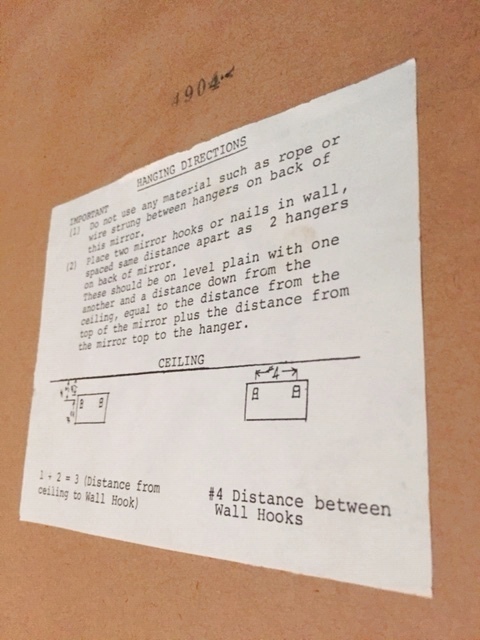 1904
HANGING DIRECTIONS
IMPORTANT
(1) Do not use any material such as rope or
wire strung between hangers on back of
this mirror.
(2) Place two mirror hooks or nails in wall,
spaced same distance apart as 2 hangers
on back of mirror.
These should be on level plain with one
another and a distance down from the
ceiling, equal to the distance from the
top of the mirror plus the distance from
the mirror top to the hanger.
CEILING
#4
1 + 2 = 3 (Distance from
ceiling to Wall Hook)
#4 Distance between
Wall Hooks